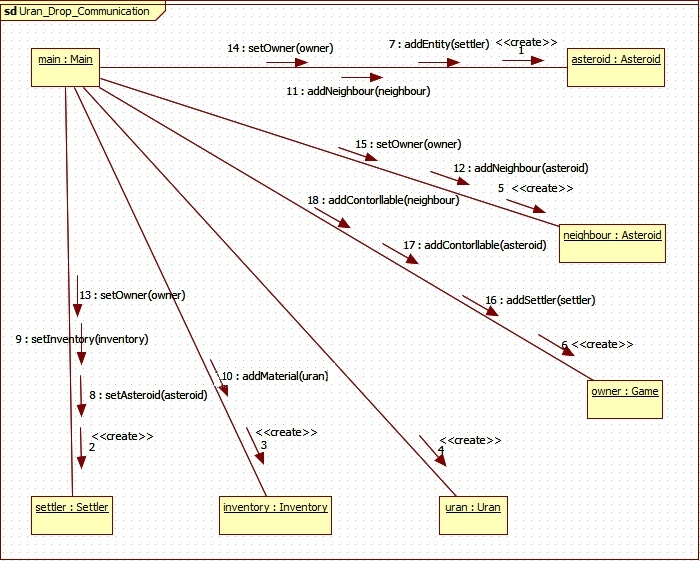 sd Uran_Drop_Communication
main : Main
14 : setOwner(owner)
7 : addEntity(settler)
<<create>>
1
asteroid : Asteroid
11 : addNeighbour(neighbour)
15 : setOwner(owner)
12 : addNeighbour(asteroid)
5 <<create>>
18 : addContorllable(neighbour)
neighbour : Asteroid
17 : addContorllable(asteroid)
13 : setOwner(owner)
16 : addSettler(settler)
9 : setInventory(inventory)
6 <<create>>
10 : addMaterial(uran)
8 : setAsteroid(asteroid)
owner : Game
<<create>>
2
<<create>>
3
<<create>>
4
settler : Settler
inventory : Inventory
uran : Uran